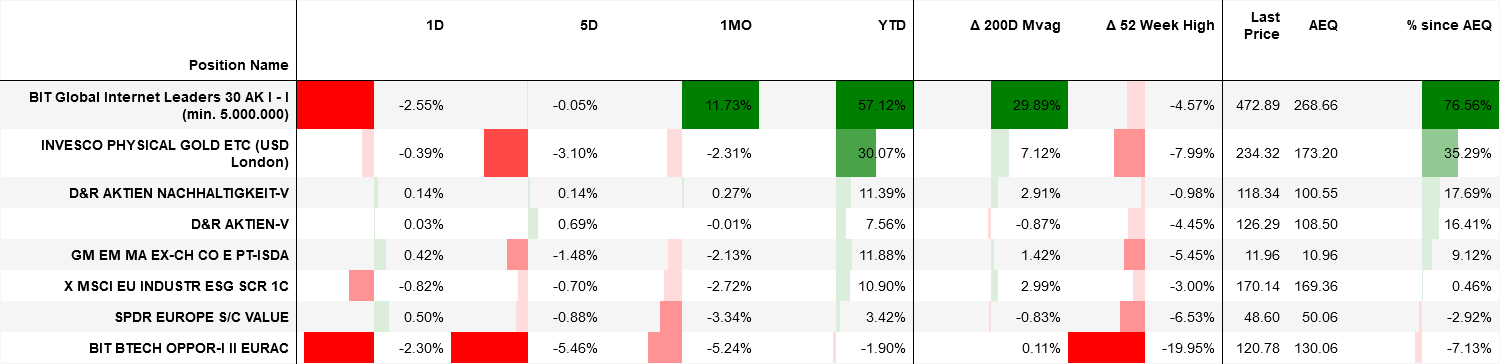 Position Name 1D 5D 1MO YTD Δ 200D Mvag Δ 52 Week High Last Price AEQ % since AEQ
BIT Global Internet Leaders 30 AK I - I (min. 5.000.000) -2.55% -0.05% 11.73% 57.12% 29.89% -4.57% 472.89 268.66 76.56%
INVESCO PHYSICAL GOLD ETC (USD London) -0.39% -3.10% -2.31% 30.07% 7.12% -7.99% 234.32 173.20 35.29%
D&R AKTIEN NACHHALTIGKEIT-V 0.14% 0.14% 0.27% 11.39% 2.91% -0.98% 118.34 100.55 17.69%
D&R AKTIEN-V 0.03% 0.69% -0.01% 7.56% -0.87% -4.45% 126.29 108.50 16.41%
GM EM MA EX-CH CO E PT-ISDA 0.42% -1.48% -2.13% 11.88% 1.42% -5.45% 11.96 10.96 9.12%
X MSCI EU INDUSTR ESG SCR 1C -0.82% -0.70% -2.72% 10.90% 2.99% -3.00% 170.14 169.36 0.46%
SPDR EUROPE S/C VALUE 0.50% -0.88% -3.34% 3.42% -0.83% -6.53% 48.60 50.06 -2.92%
BIT BTECH OPPOR-I II EURAC -2.30% -5.46% -5.24% -1.90% 0.11% -19.95% 120.78 130.06 -7.13%